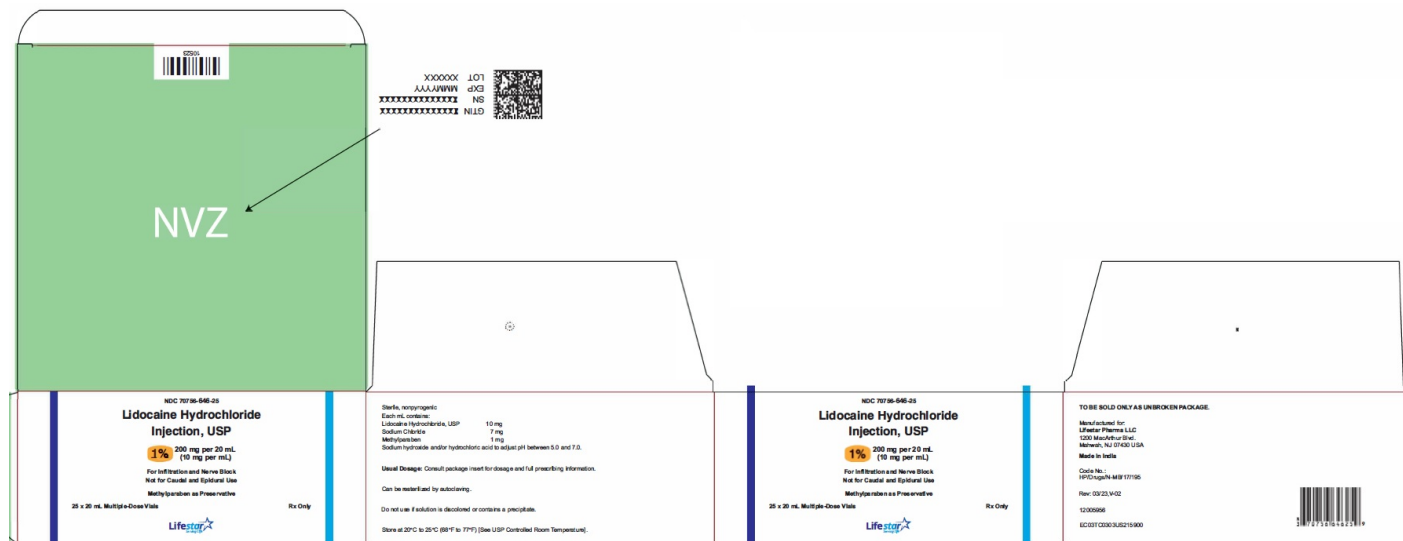 10523
GTIN XXXXXXXXXXXXXX
SN XXXXXXXXXXXXXX
EXP MMMYYYY
LOT XXXXXX
NVZ
NDC 70756-646-25
Lidocaine Hydrochloride
Injection, USP
1% 200 mg per 20 mL
(10 mg per mL)
For Infiltration and Nerve Block
Not for Caudal and Epidural Use
Methylparaben as Preservative
25 x 20 mL Multiple-Dose Vials Rx Only
Lifestar
Sterile, nonpyrogenic
Each mL contains:
Lidocaine Hydrochloride, USP 10 mg
Sodium Chloride 7 mg
Methylparaben 1 mg
Sodium hydroxide and/or hydrochloric acid to adjust pH between 5.0 and 7.0.
Usual Dosage: Consult package insert for dosage and full prescribing information.
Can be resterilized by autoclaving.
Do not use if solution is discolored or contains a precipitate.
Store at 20°C to 25°C (68°F to 77°F) [See USP Controlled Room Temperature].
NDC 70756-646-25
Lidocaine Hydrochloride
Injection, USP
1% 200 mg per 20 mL
(10 mg per mL)
For Infiltration and Nerve Block
Not for Caudal and Epidural Use
Methylparaben as Preservative
25 x 20 mL Multiple-Dose Vials Rx Only
Lifestar
TO BE SOLD ONLY AS UNBROKEN PACKAGE.
Manufactured for:
Lifestar Pharma LLC
1200 MacArthur Blvd.
Mahwah, NJ 07430 USA
Made in India
Code No.:
HP/Drugs/N-MB/17/195
Rev: 03/23,V-02
12005956
EC03TC0303US215900
3 70756 64625 9